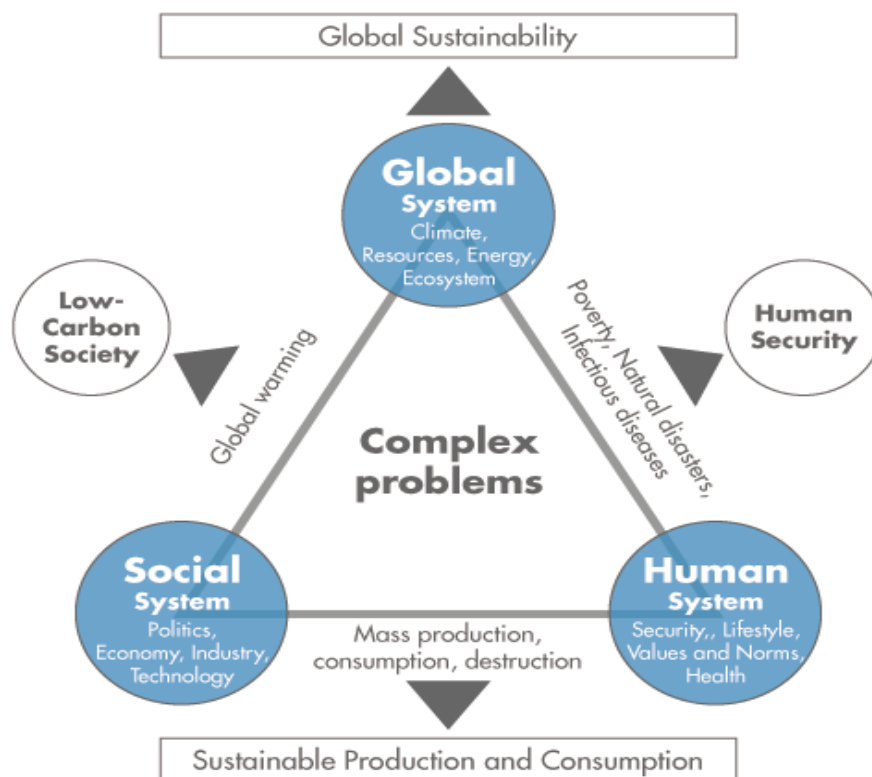 Global Sustainability
Global
System
Climate,
Resources, Energy,
Ecosystem
Low-
Carbon
Society
Human
Security
Global warming
Poverty, Natural disasters,
Infectious diseases
Complex
problems
Social
System
Politics,
Economy, Industry,
Technology
Human
System
Security,, Lifestyle,
Values and Norms,
Health
Mass production,
consumption, destruction
Sustainable Production and Consumption